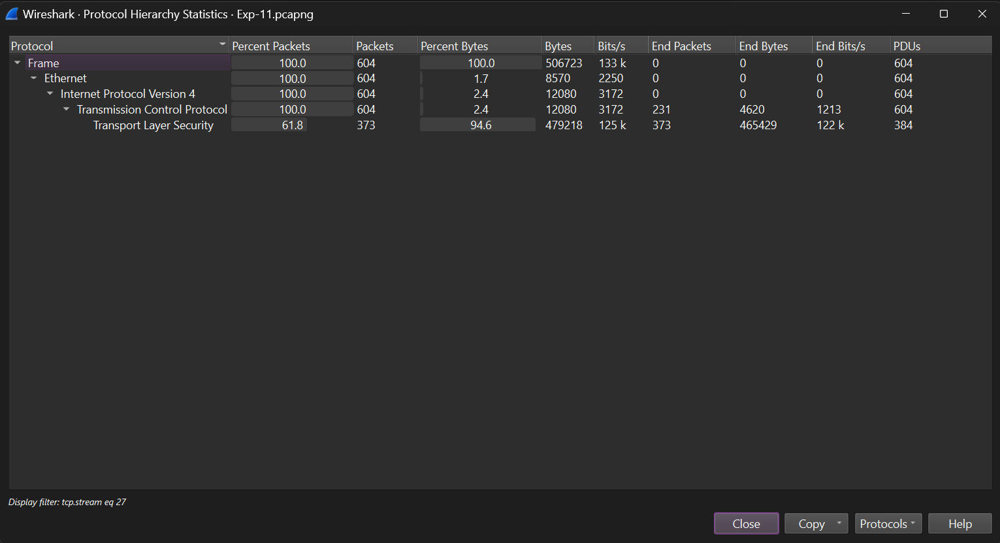 Wireshark · Protocol Hierarchy Statistics · Exp-11.pcapng
Protocol Percent Packets Packets Percent Bytes Bytes Bits/s End Packets End Bytes End Bits/s PDUs
Frame 100.0 604 100.0 506723 133 k 0 0 0 604
Ethernet 100.0 604 1.7 8570 2250 0 0 0 604
Internet Protocol Version 4 100.0 604 2.4 12080 3172 0 0 0 604
Transmission Control Protocol 100.0 604 2.4 12080 3172 231 4620 1213 604
Transport Layer Security 61.8 373 94.6 479218 125 k 373 465429 122 k 384
Display filter: tcp.stream eq 27
Close Copy Protocols Help